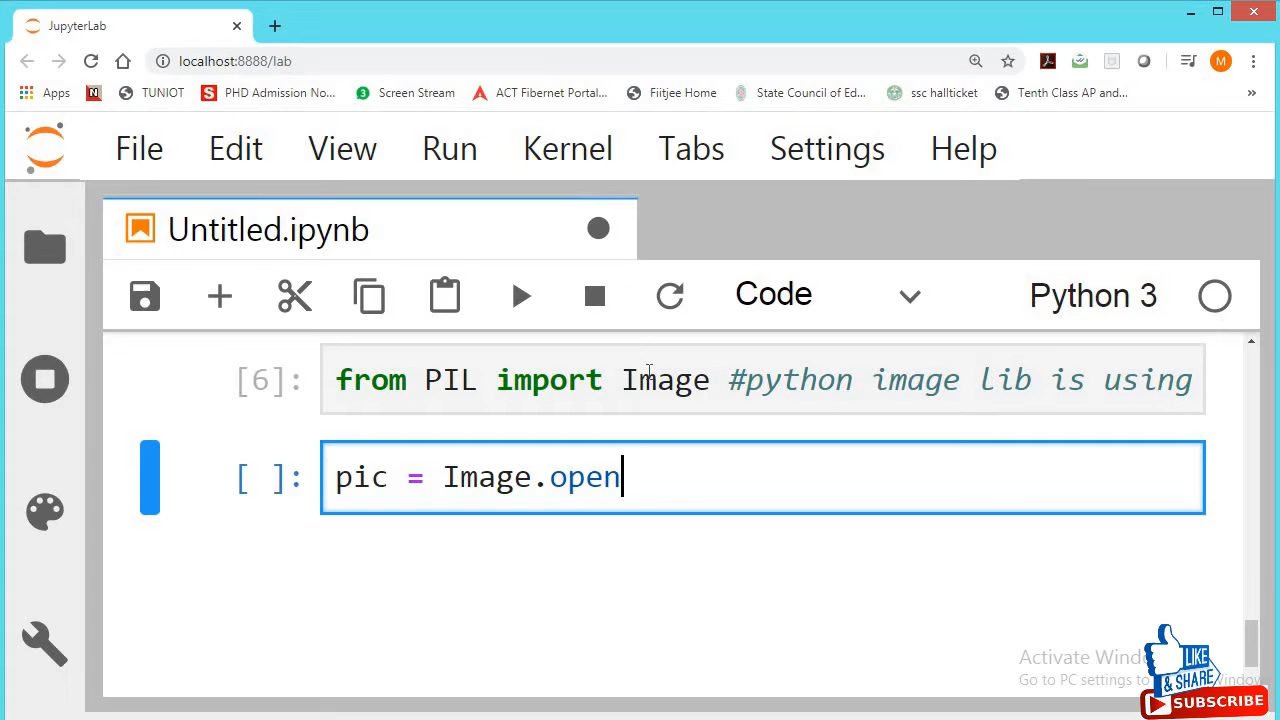 JupyterLab
localhost:8888/lab
M
Apps TUNIOT PHD Admission No... Screen Stream ACT Fibernet Portal... Fiitjee Home State Council of Ed... ssc hallticket Tenth Class AP and...
File Edit View Run Kernel Tabs Settings Help
Untitled.ipynb
Code Python 3
[6]: from PIL import Image #python image lib is using
[ ]: pic = Image.open
Activate Windo
Go to PC settings to Windows
LIKE
& SHARE
SUBSCRIBE